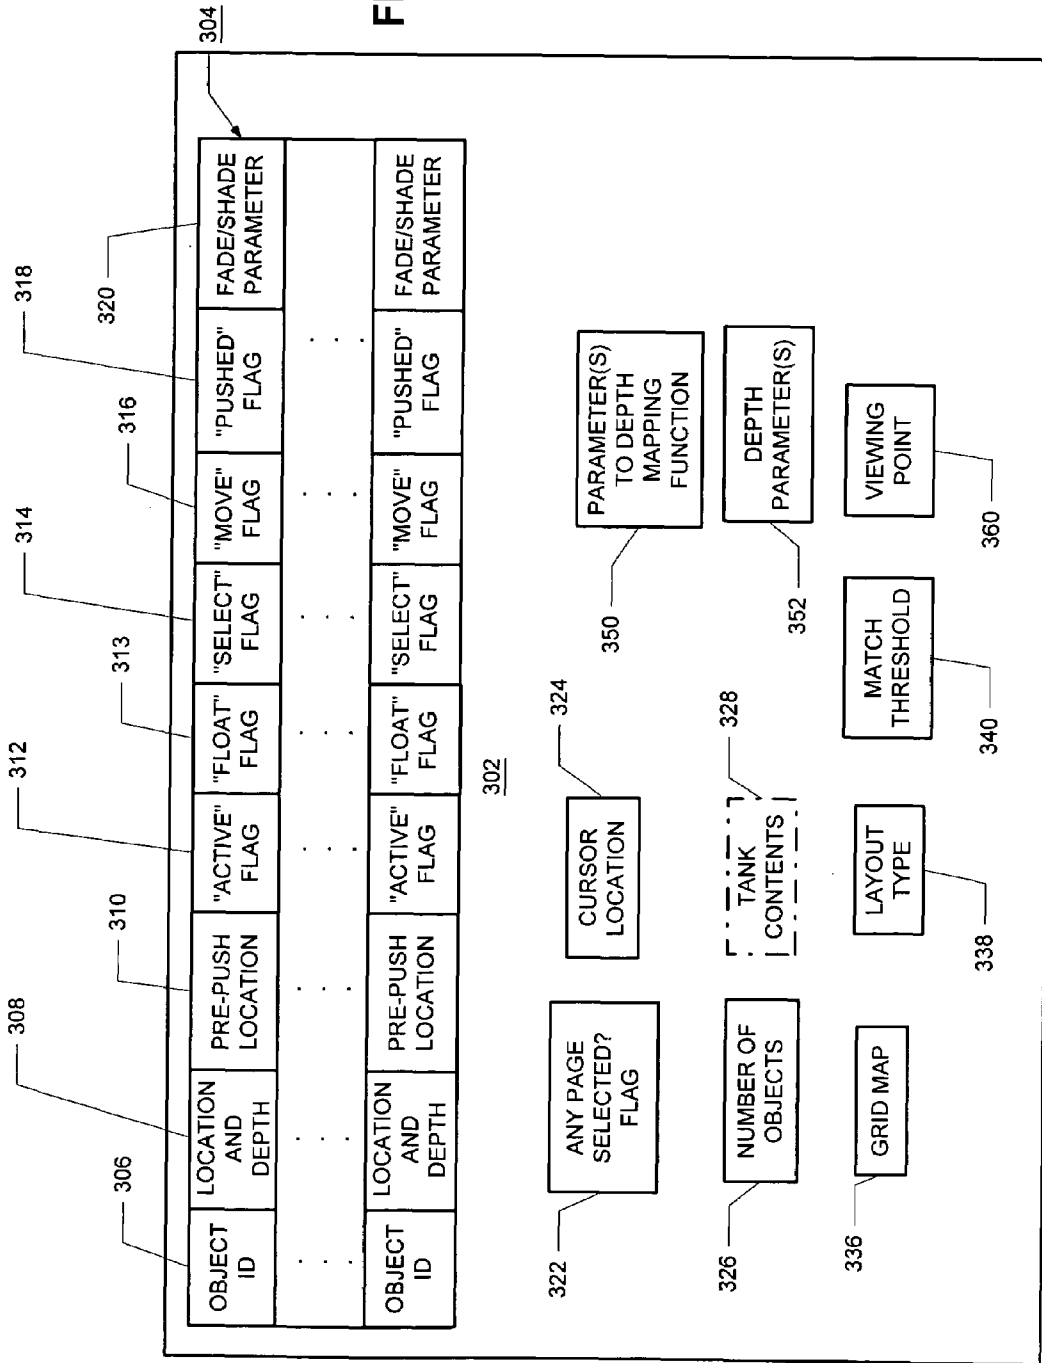 F
304
306
308
310
312
313
314
316
318
320
OBJECT
ID
LOCATION
AND
DEPTH
PRE-PUSH
LOCATION
"ACTIVE"
FLAG
"FLOAT"
FLAG
"SELECT"
FLAG
"MOVE"
FLAG
"PUSHED"
FLAG
FADE/SHADE
PARAMETER
. . .
. . .
. . .
. . .
. . .
. . .
. . .
. . .
OBJECT
ID
LOCATION
AND
DEPTH
PRE-PUSH
LOCATION
"ACTIVE"
FLAG
"FLOAT"
FLAG
"SELECT"
FLAG
"MOVE"
FLAG
"PUSHED"
FLAG
FADE/SHADE
PARAMETER
302
322
ANY PAGE
SELECTED?
FLAG
324
CURSOR
LOCATION
350
PARAMETER(S)
TO DEPTH
MAPPING
FUNCTION
326
NUMBER OF
OBJECTS
328
TANK
CONTENTS
352
DEPTH
PARAMETER(S)
336
GRID MAP
338
LAYOUT
TYPE
340
MATCH
THRESHOLD
360
VIEWING
POINT